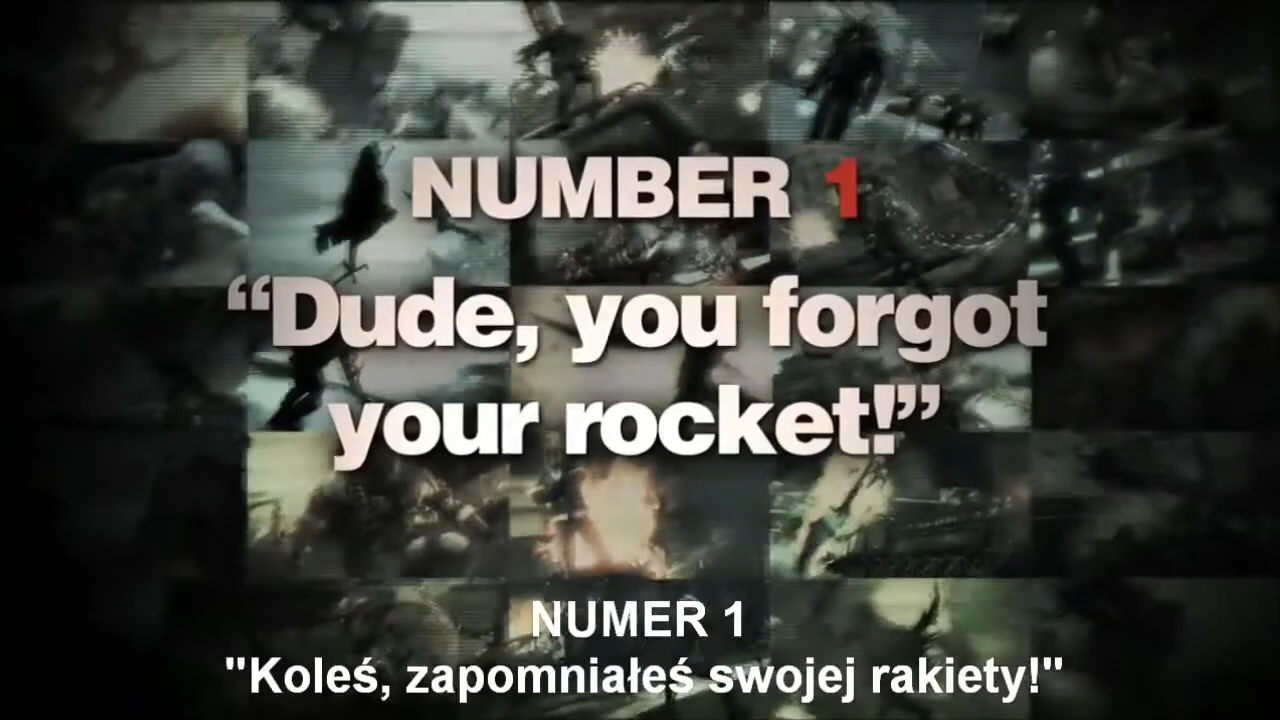 NUMBER 1
“Dude, you forgot
your rocket!”
NUMER 1
"Koleś, zapomniałeś swojej rakiety!"